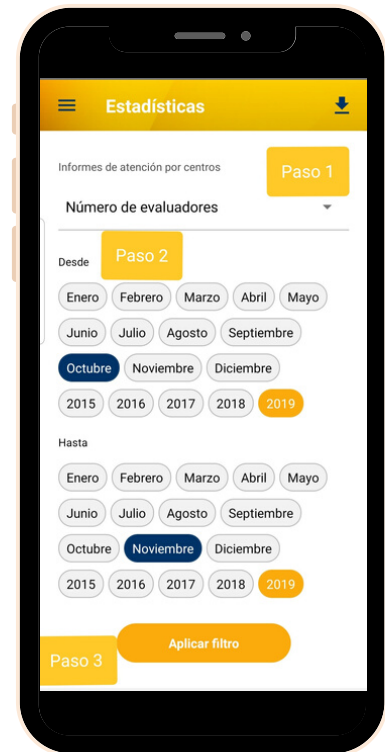 Estadísticas
Informes de atención por centros
Paso 1
Número de evaluadores
Desde
Paso 2
Enero Febrero Marzo Abril Mayo
Junio Julio Agosto Septiembre
Octubre Noviembre Diciembre
2015 2016 2017 2018 2019
Hasta
Enero Febrero Marzo Abril Mayo
Junio Julio Agosto Septiembre
Octubre Noviembre Diciembre
2015 2016 2017 2018 2019
Aplicar filtro
Paso 3